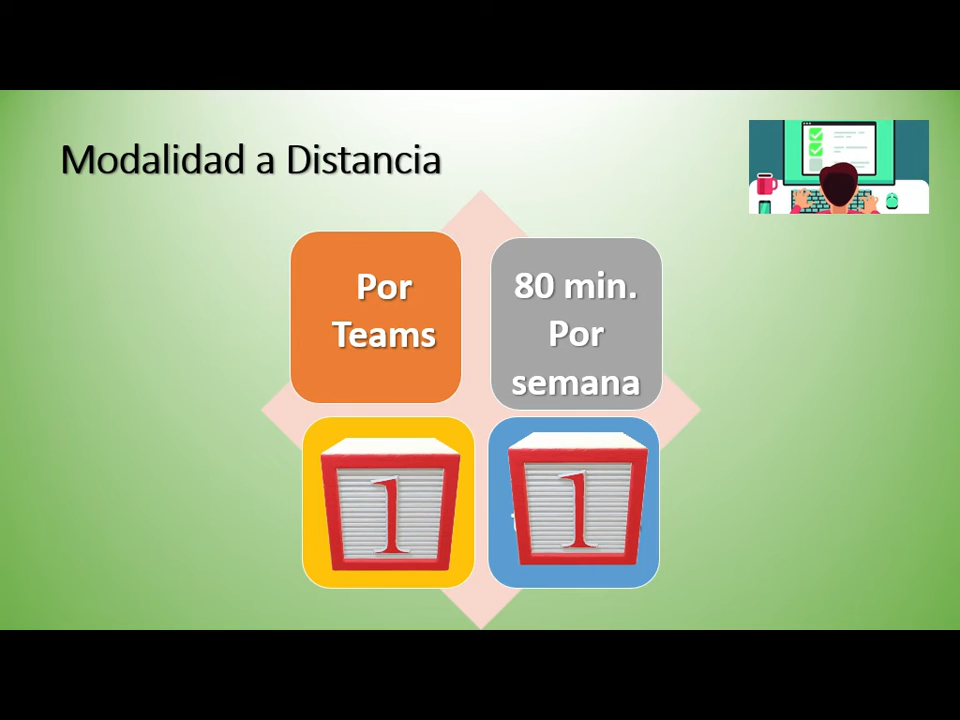 Modalidad a Distancia
Por
Teams
80 min.
Por
semana
1
1